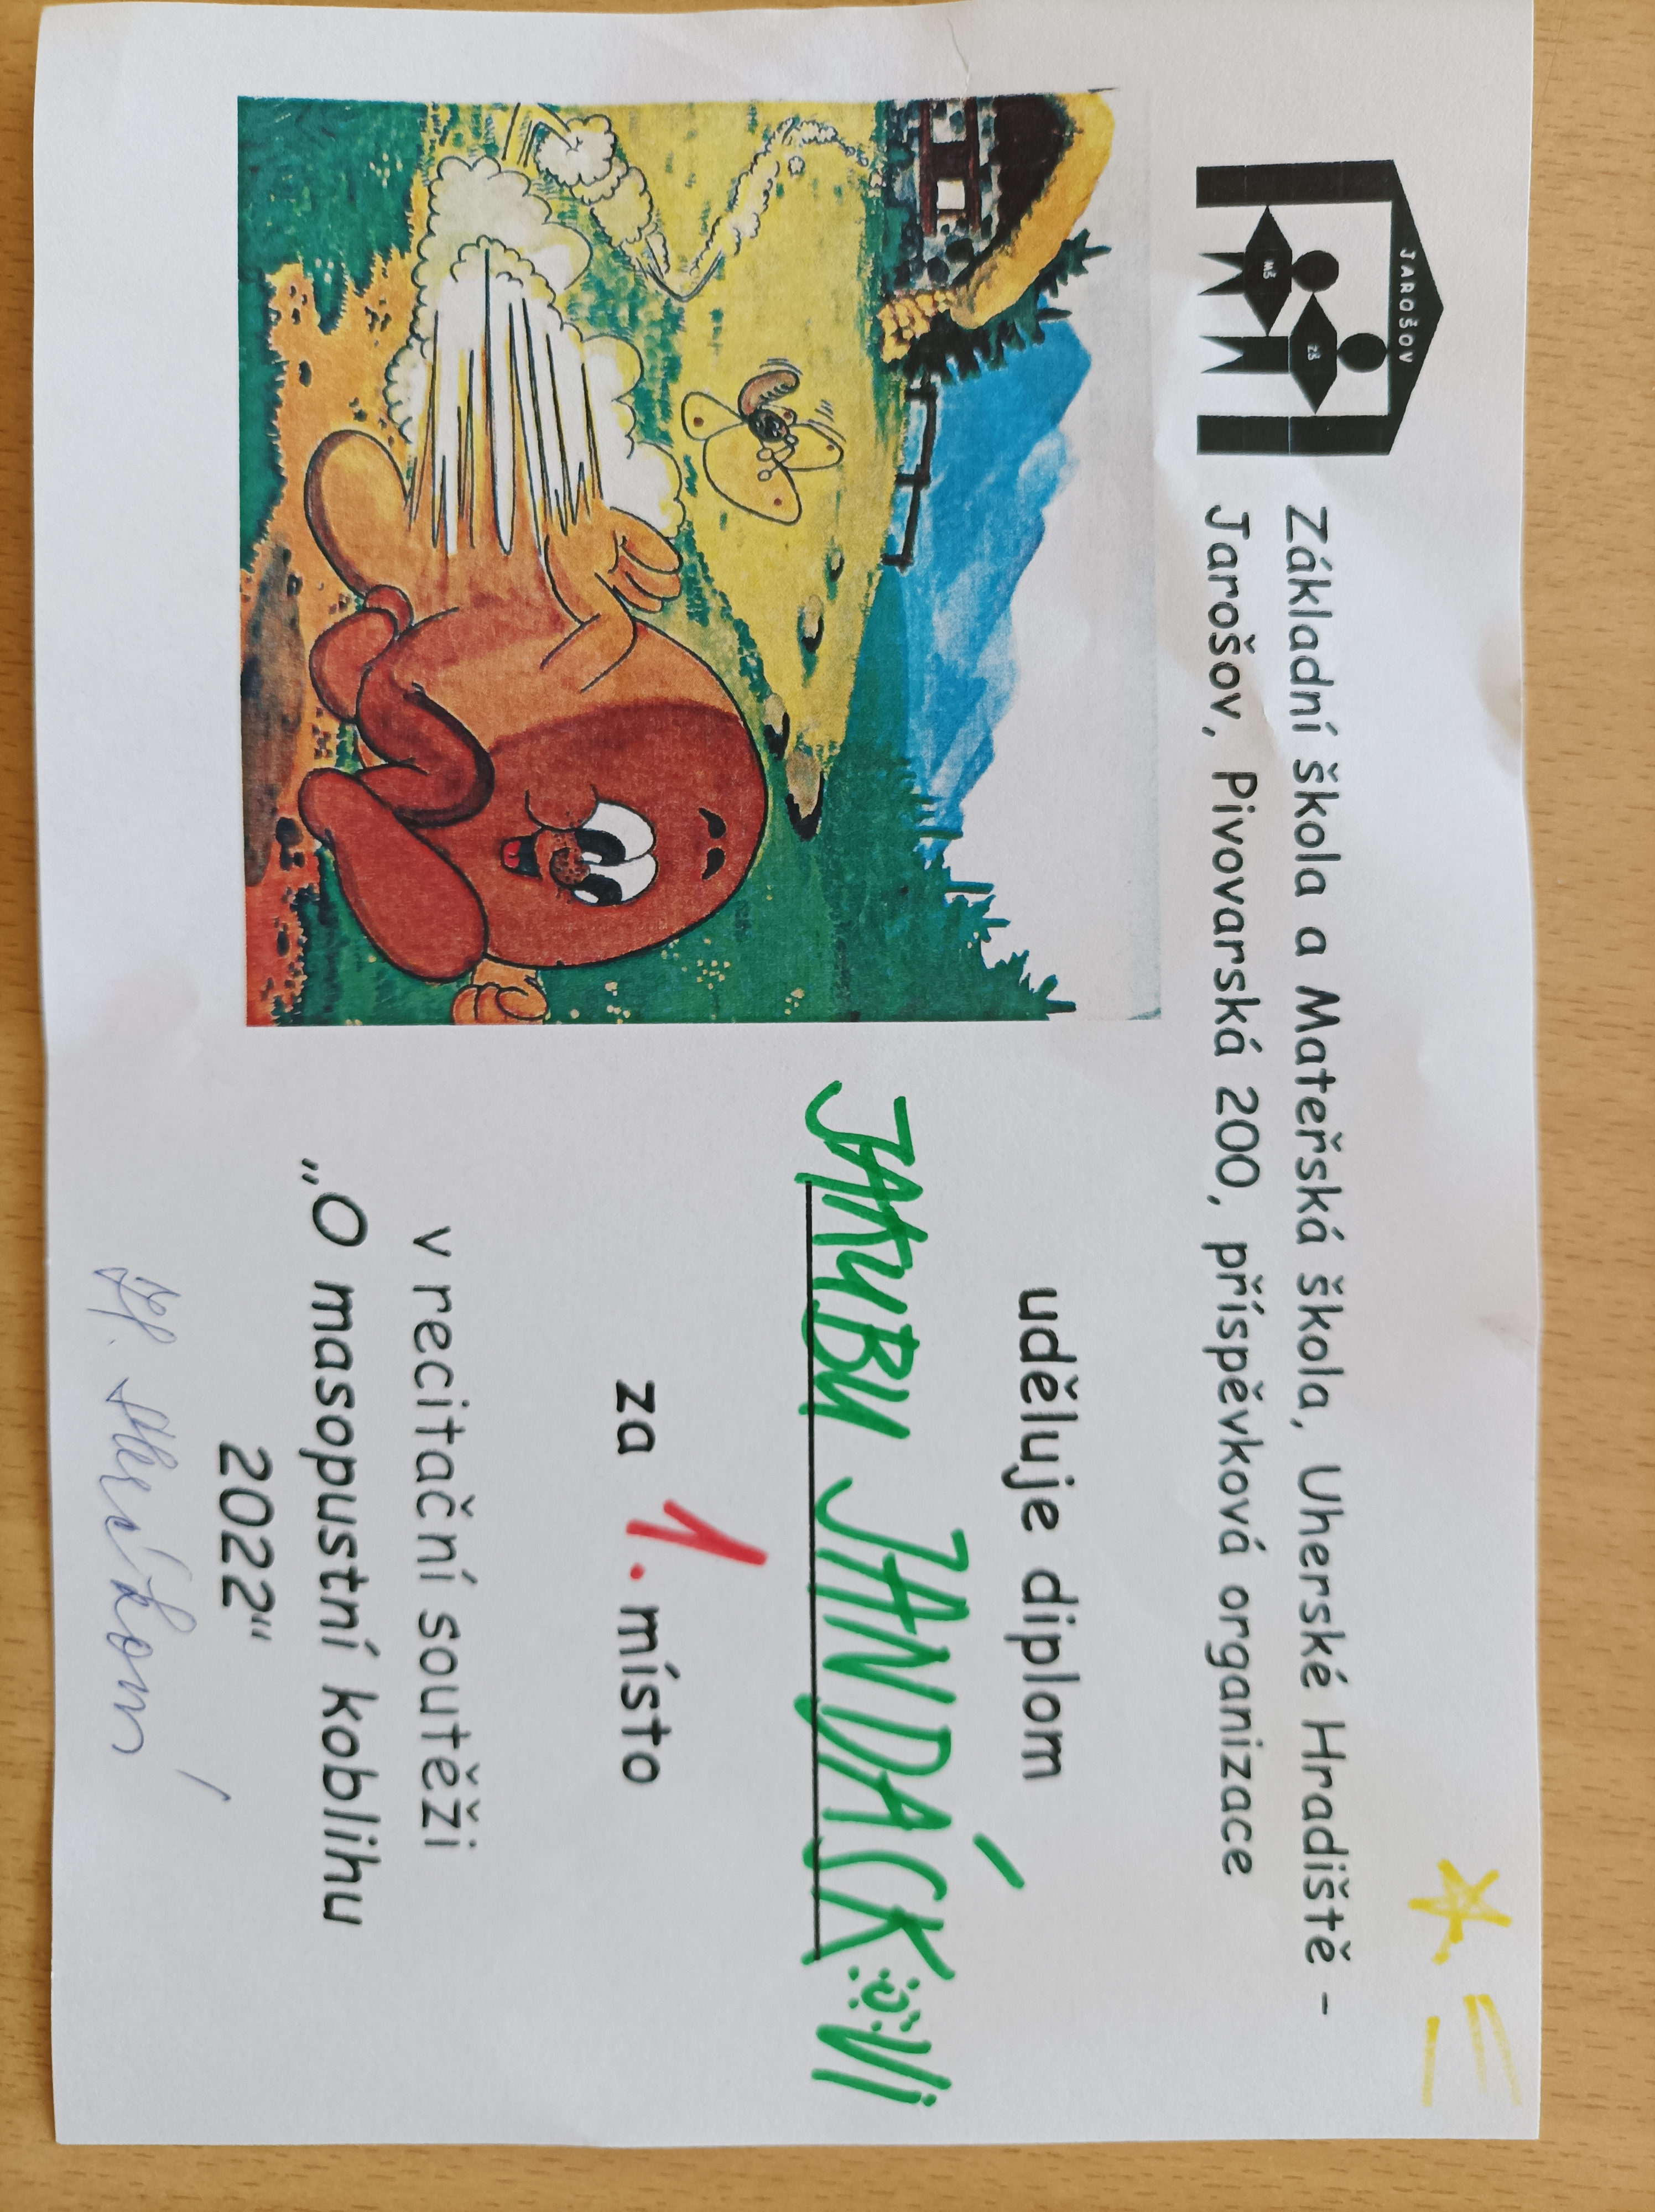 JAROŠOV
ZŠ
MŠ
Základní škola a Mateřská škola, Uherské Hradiště -
Jarošov, Pivovarská 200, příspěvková organizace
uděluje diplom
JAKUBU JANDÁČKOVI
za 1. místo
v recitační soutěži
„O masopustní koblihu
2022“